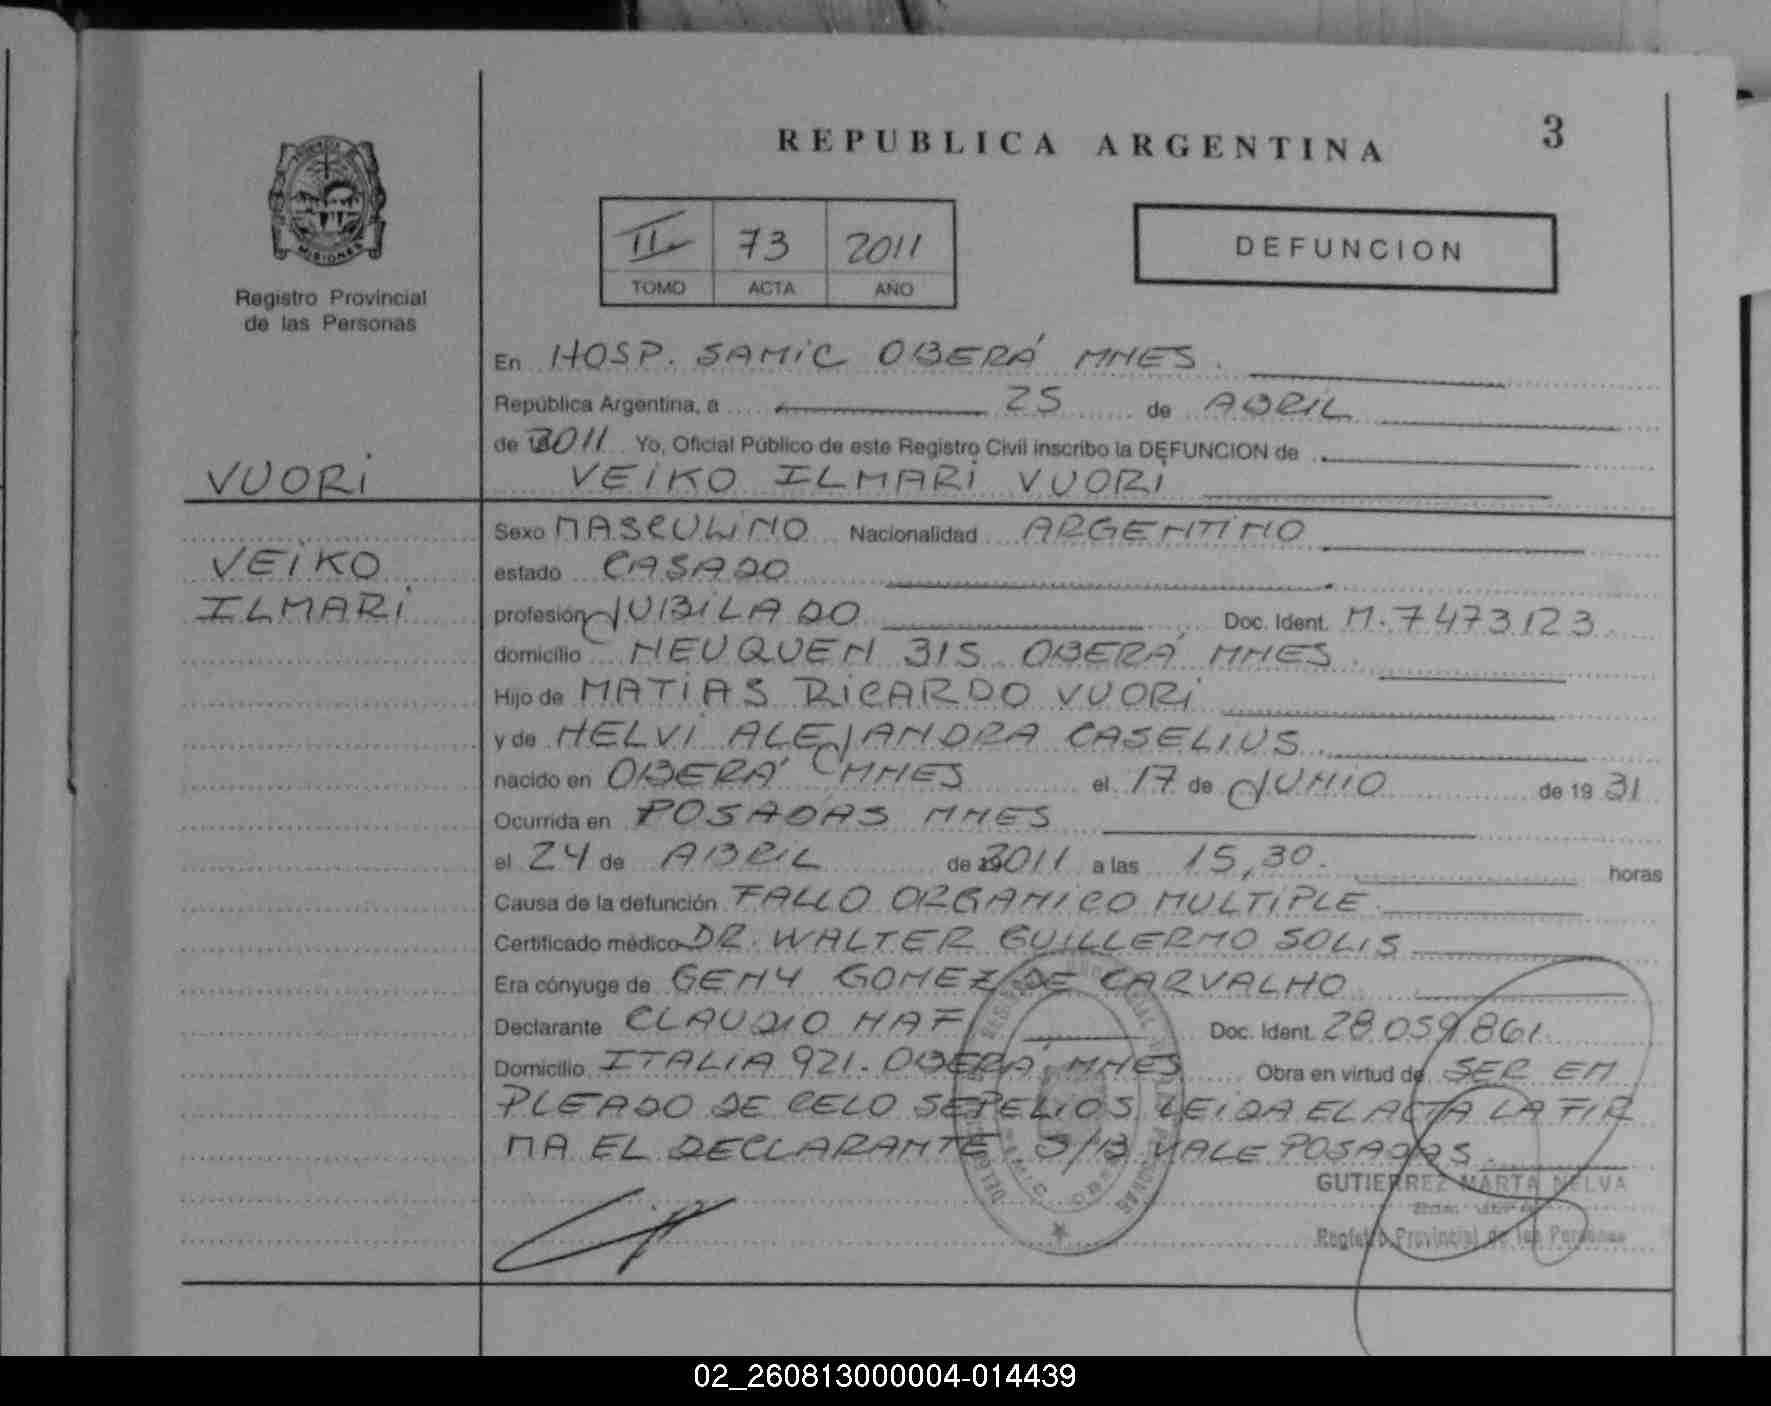 REPUBLICA ARGENTINA
3
MISIONES
Registro Provincial
de las Personas
II 73 2011
TOMO ACTA AÑO
DEFUNCION
En HOSP. SAMIC OBERÁ MNES.
República Argentina, a 25 de ABRIL
de 2011 Yo, Oficial Público de este Registro Civil inscribo la DEFUNCION de
VUORI
VEIKO ILMARI VUORI
Sexo MASCULINO Nacionalidad ARGENTINO
VEIKO
estado CASADO
ILMARI
profesión JUBILADO Doc. Ident. M.7473123
domicilio NEUQUEN 315 OBERÁ MNES.
Hijo de MATIAS RICARDO VUORI
y de HELVI ALEJANDRA CASELIUS
nacido en OBERÁ MNES el 17 de JUNIO de 19 31
Ocurrida en POSADAS MNES
el 24 de ABRIL de 2011 a las 15,30. horas
Causa de la defunción FALLO ORGANICO MULTIPLE
Certificado médico DR. WALTER GUILLERMO SOLIS
Era cónyuge de GENY GOMEZ DE CARVALHO
Declarante CLAUDIO NAF Doc. Ident. 28.059.861
Domicilio ITALIA 921. OBERÁ MNES Obra en virtud de SER EM
PLEADO DE CELO SEPELIOS LEIDA EL ACTA LA FIR
MA EL DECLARANTE S/B VALE POSADAS.
GUTIERREZ MARTA NELVA
Registro Provincial de las Personas
02_260813000004-014439